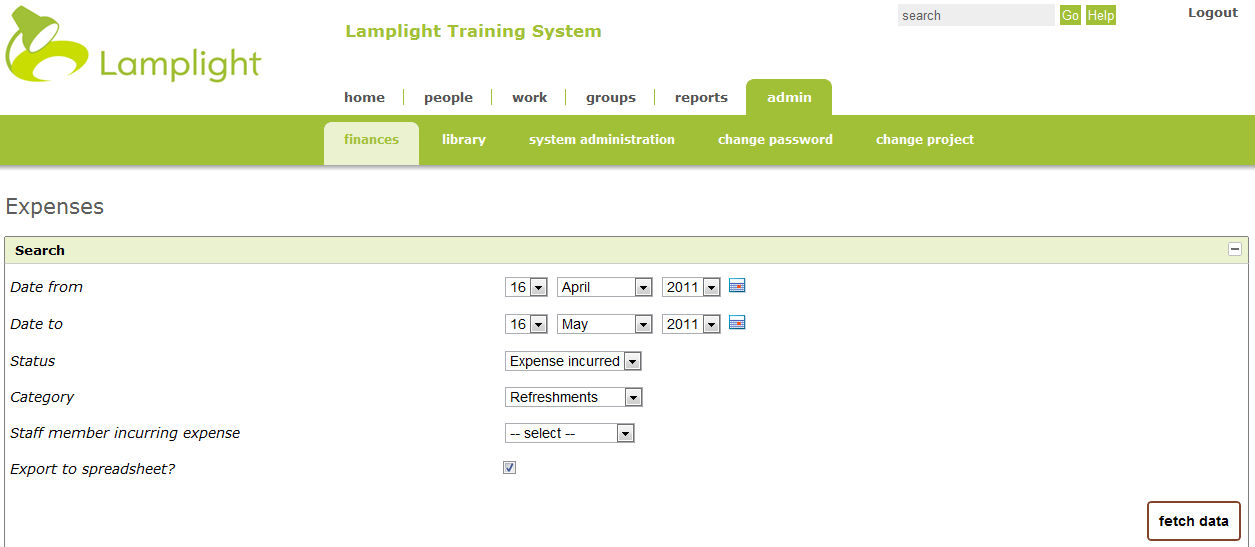 search Go Help Logout
Lamplight Training System
Lamplight
home people work groups reports admin
finances library system administration change password change project
Expenses
Search
Date from 16 April 2011
Date to 16 May 2011
Status Expense incurred
Category Refreshments
Staff member incurring expense -- select --
Export to spreadsheet?
fetch data